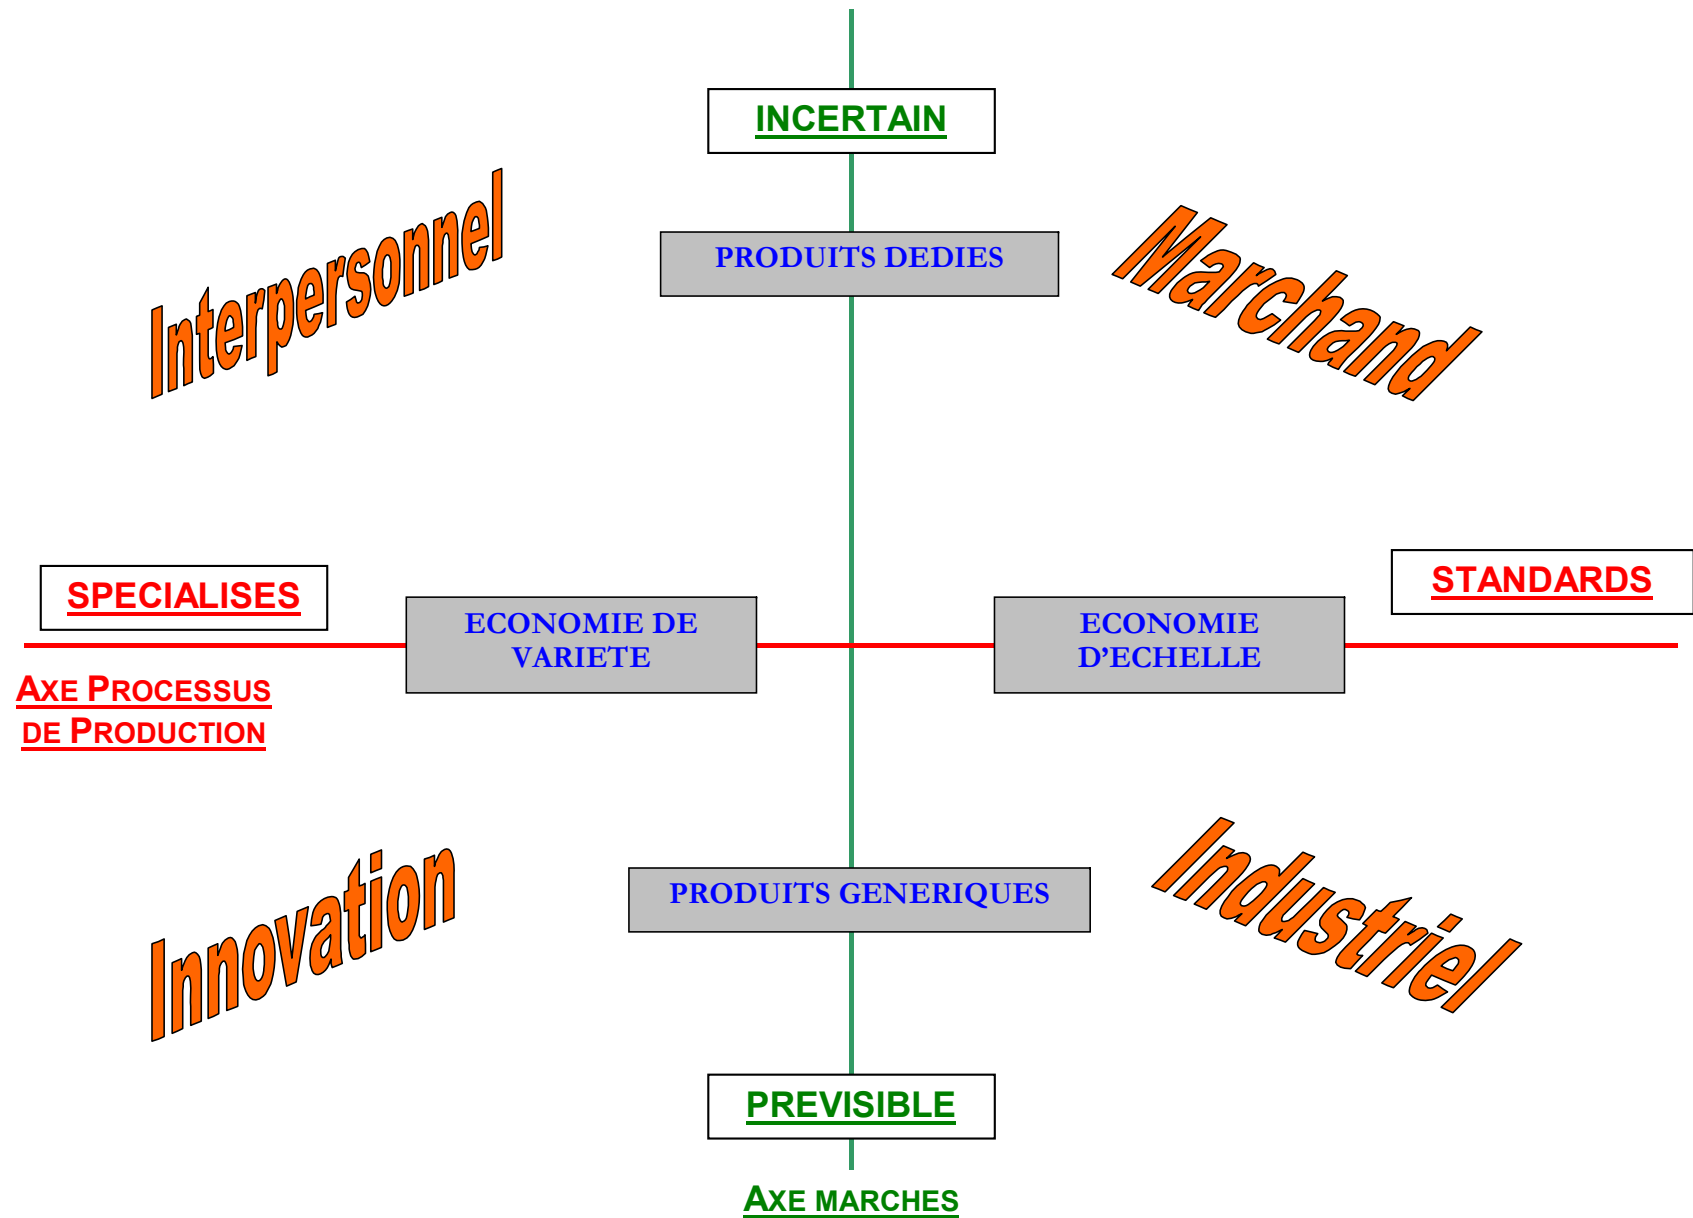 INCERTAIN
PRODUITS DEDIES
Interpersonnel
Marchand
SPECIALISES
STANDARDS
ECONOMIE DE
VARIETE
ECONOMIE
D’ECHELLE
AXE PROCESSUS
DE PRODUCTION
Innovation
PRODUITS GENERIQUES
Industriel
PREVISIBLE
AXE MARCHES